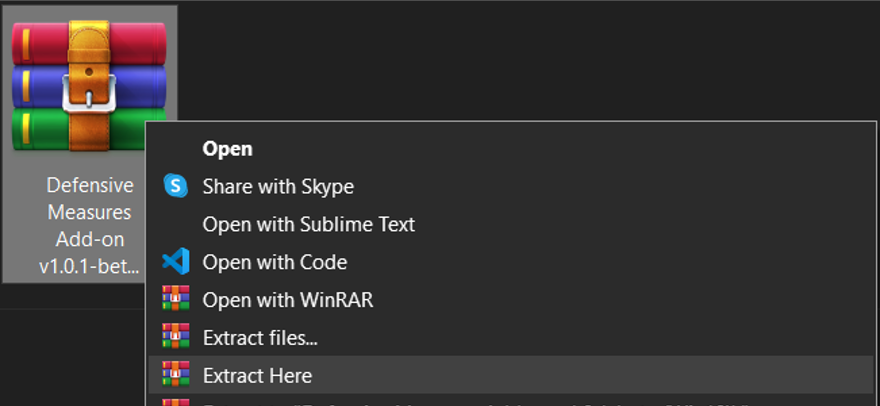 Defensive
Measures
Add-on
v1.0.1-bet...
Open
Share with Skype
Open with Sublime Text
Open with Code
Open with WinRAR
Extract files...
Extract Here